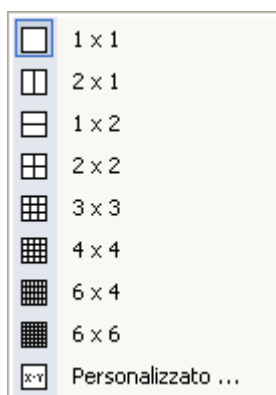 1 x 1
2 x 1
1 x 2
2 x 2
3 x 3
4 x 4
6 x 4
6 x 6
x-Y Personalizzato ...